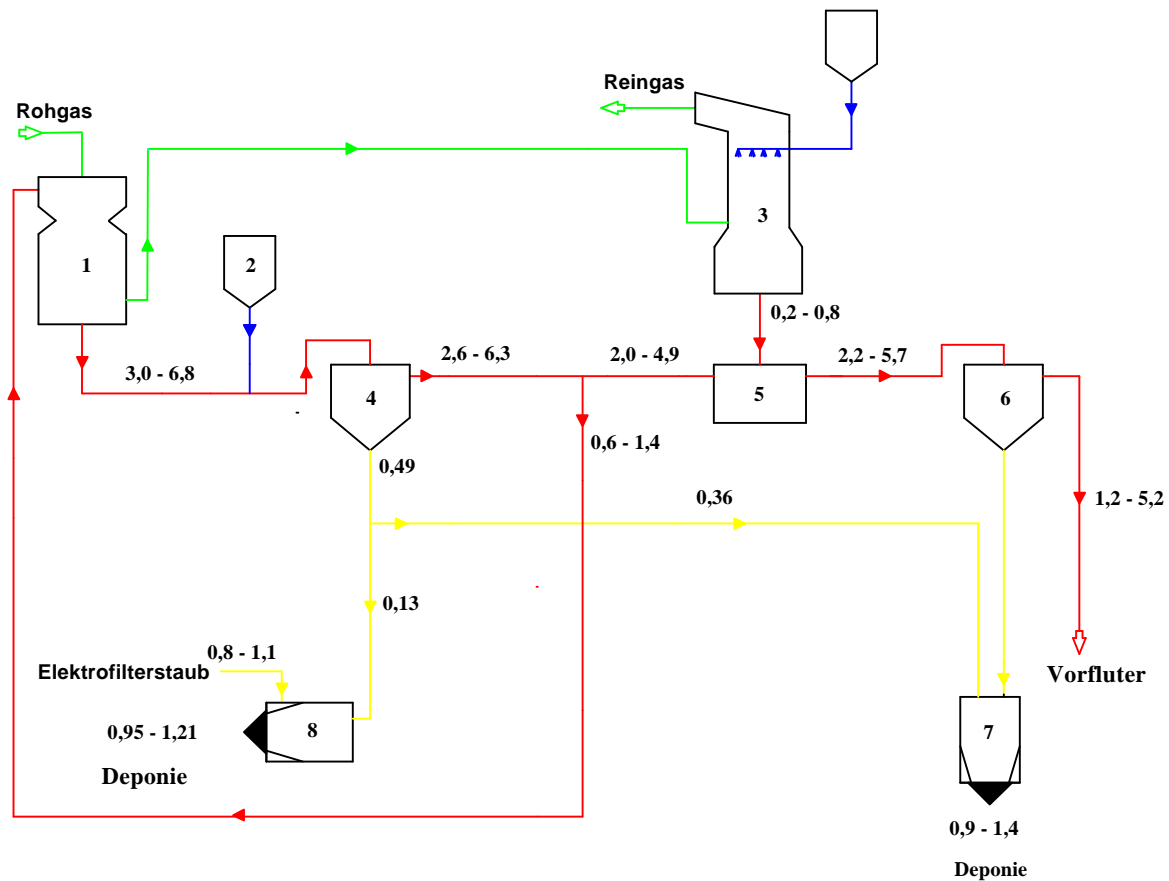 Reingas
Rohgas
3
1
2
0,2 - 0,8
3,0 - 6,8
2,6 - 6,3
2,0 - 4,9
2,2 - 5,7
4
5
6
0,6 - 1,4
0,49
0,36
1,2 - 5,2
0,13
0,8 - 1,1
Elektrofilterstaub
Vorfluter
0,95 - 1,21
8
7
Deponie
0,9 - 1,4
Deponie